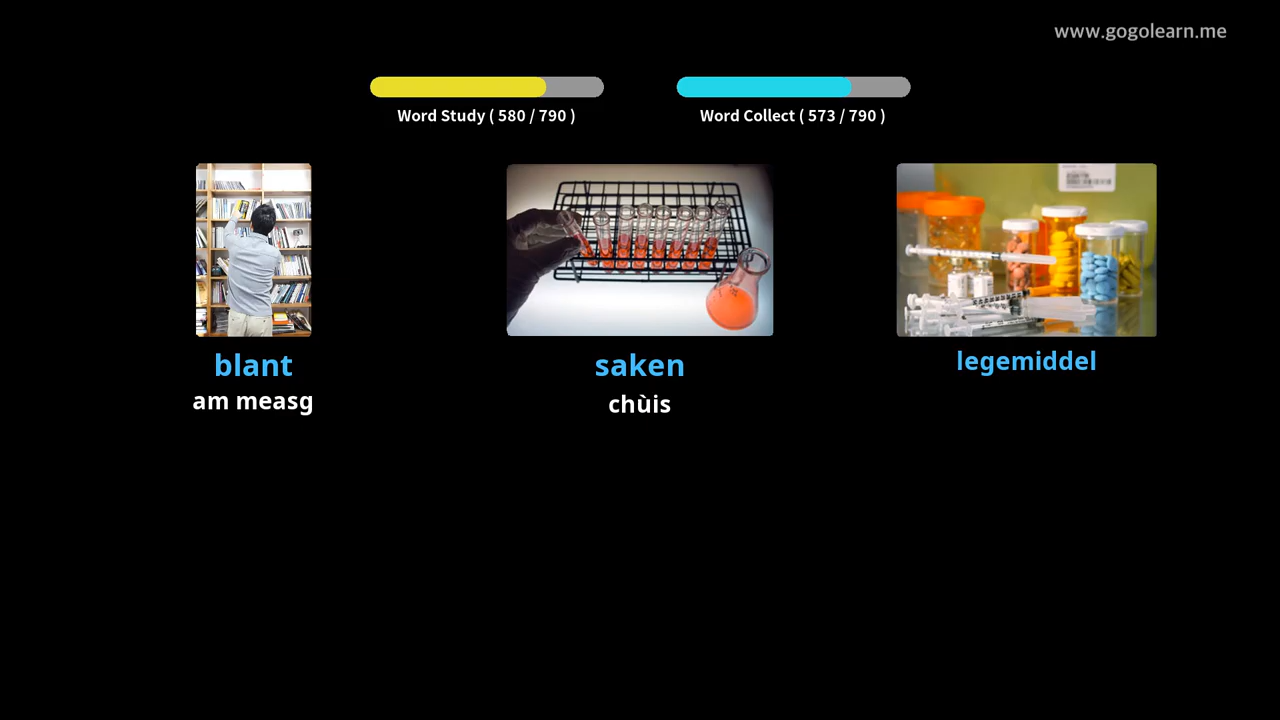 www.gogolearn.me
Word Study ( 580 / 790 )
Word Collect ( 573 / 790 )
blant
am measg
saken
chùis
legemiddel